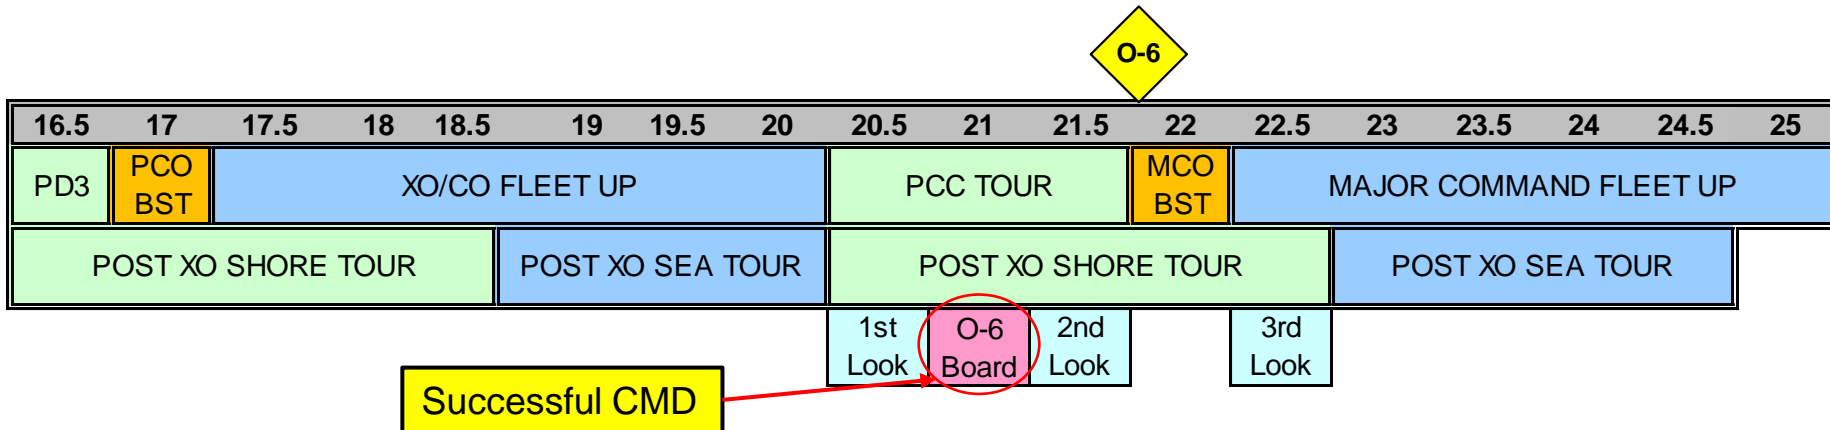 O-6
16.5 17 17.5 18 18.5 19 19.5 20 20.5 21 21.5 22 22.5 23 23.5 24 24.5 25
PD3
PCO
BST
XO/CO FLEET UP
PCC TOUR
MCO
BST
MAJOR COMMAND FLEET UP
POST XO SHORE TOUR
POST XO SEA TOUR
POST XO SHORE TOUR
POST XO SEA TOUR
1st
Look
O-6
Board
2nd
Look
3rd
Look
Successful CMD